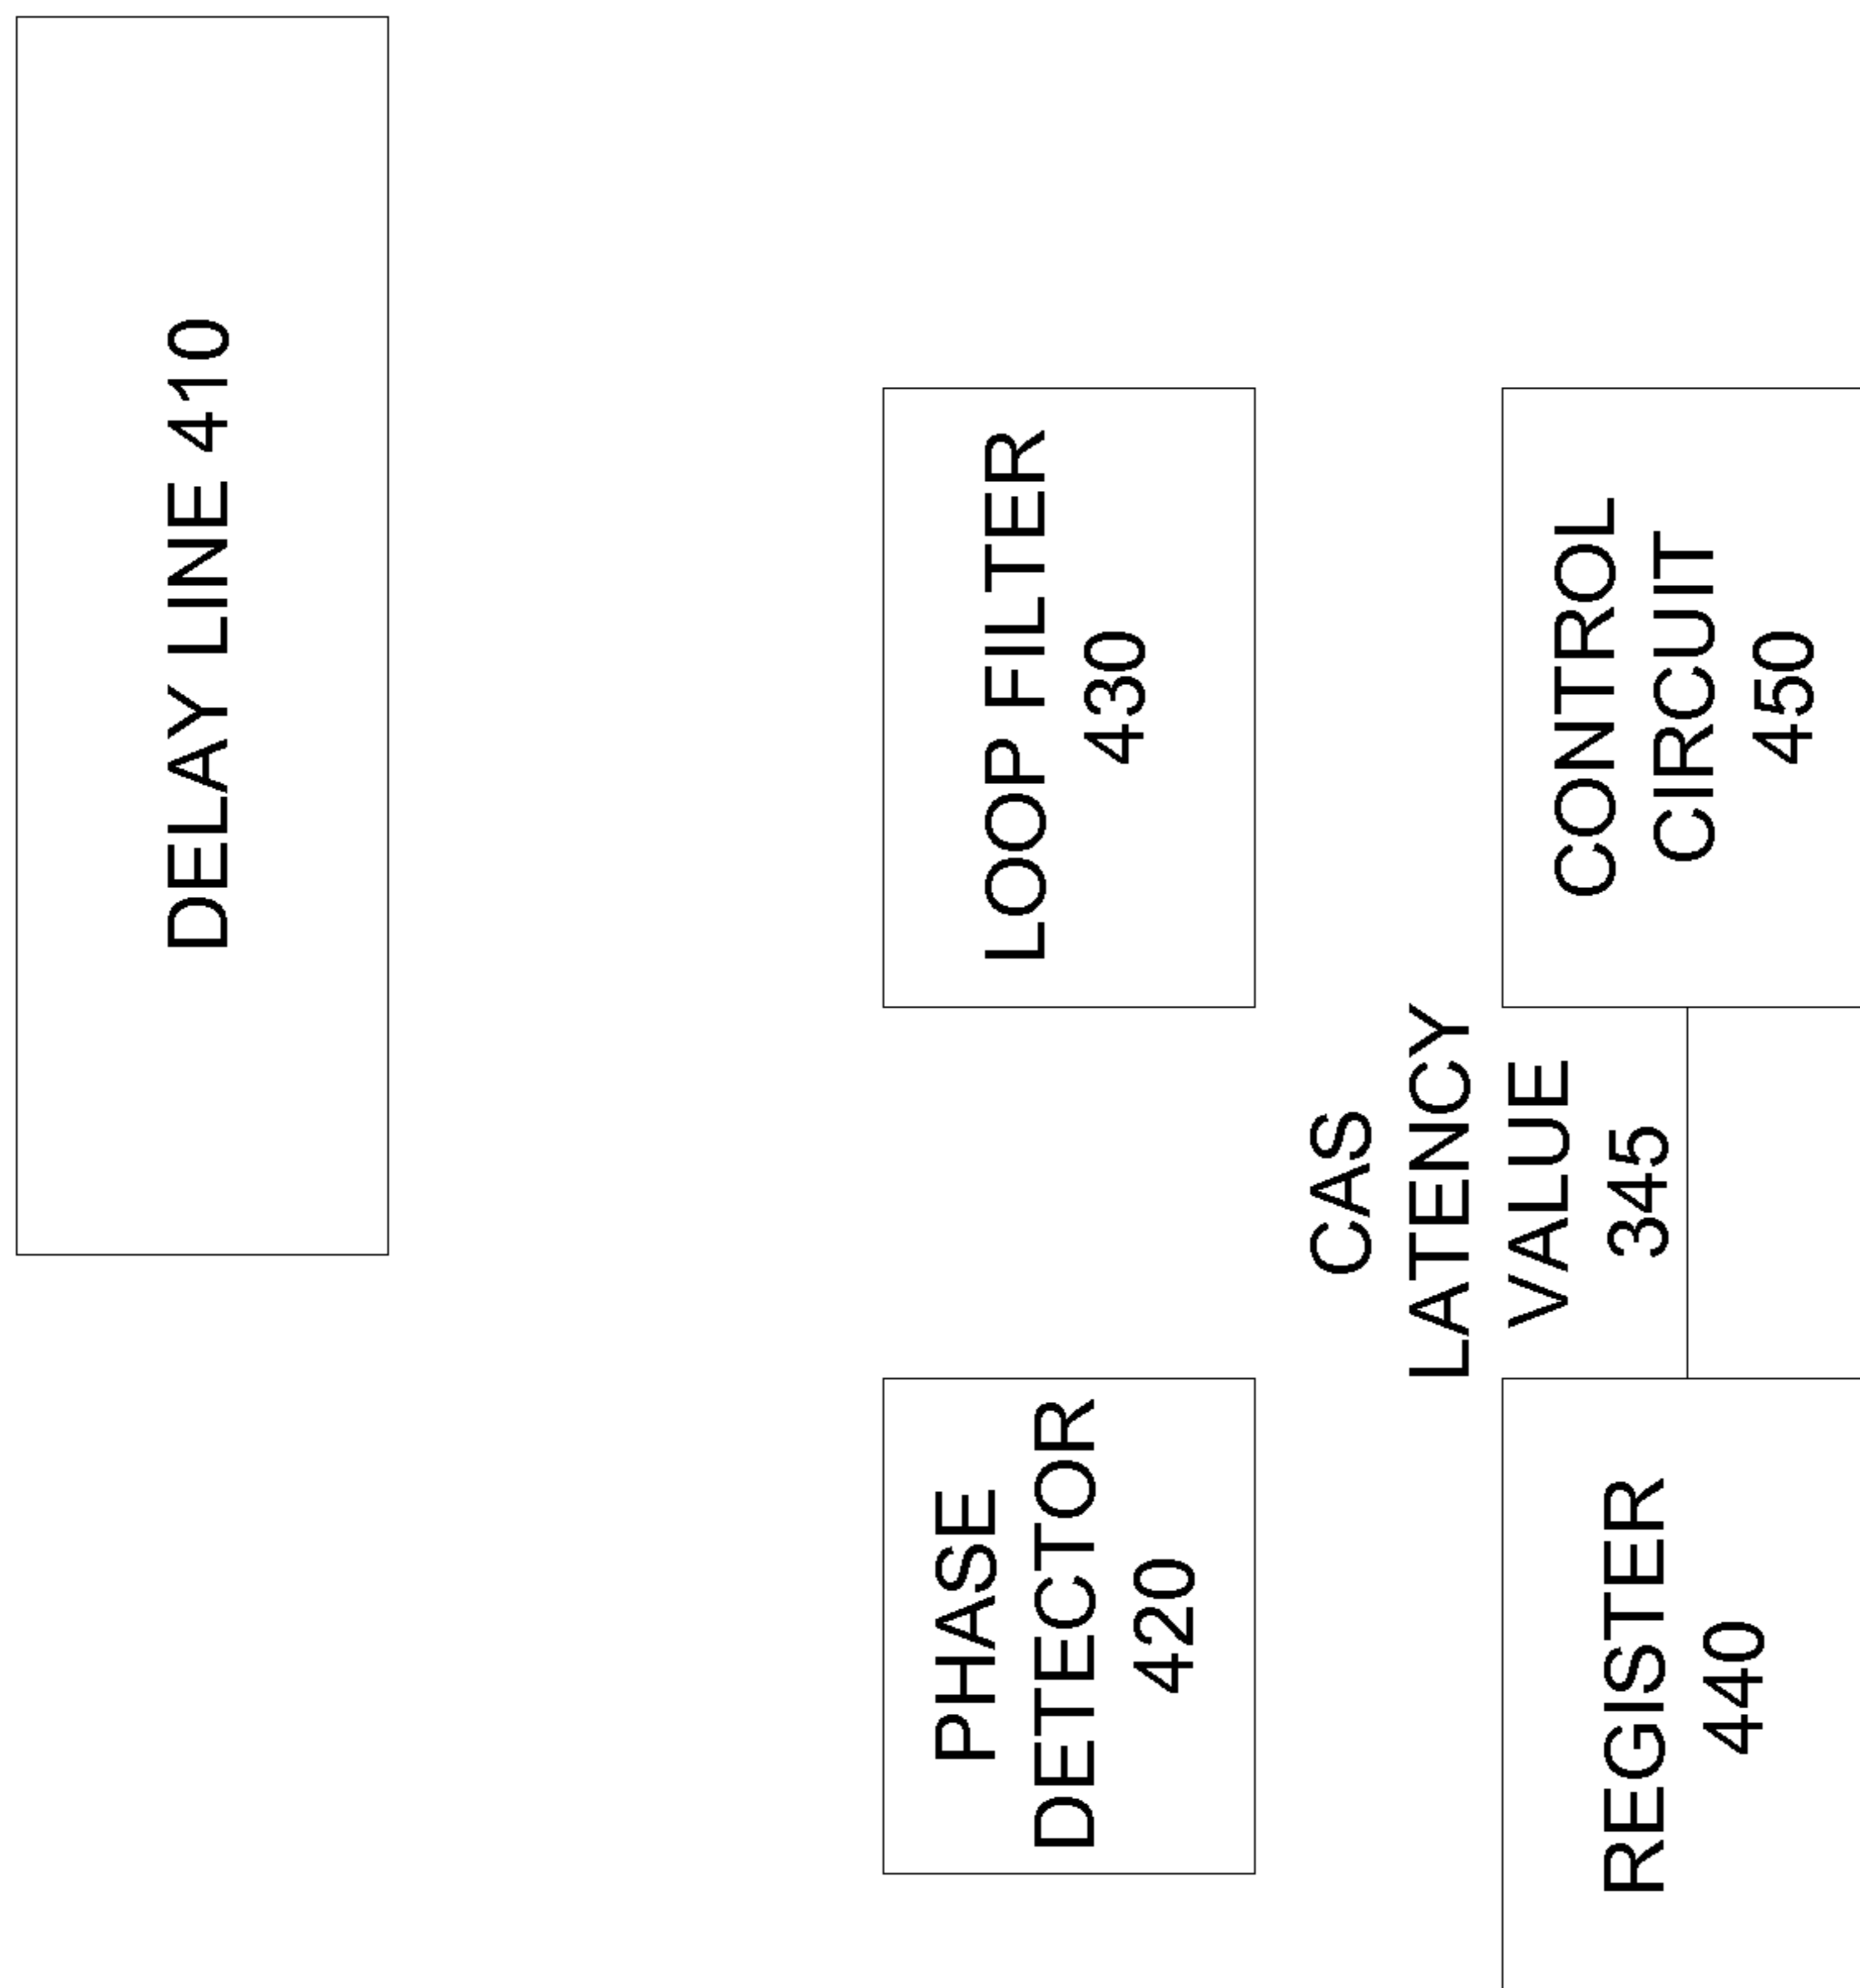 DELAY LINE 410
PHASE
DETECTOR
420
LOOP FILTER
430
REGISTER
440
CAS
LATENCY
VALUE
345
CONTROL
CIRCUIT
450